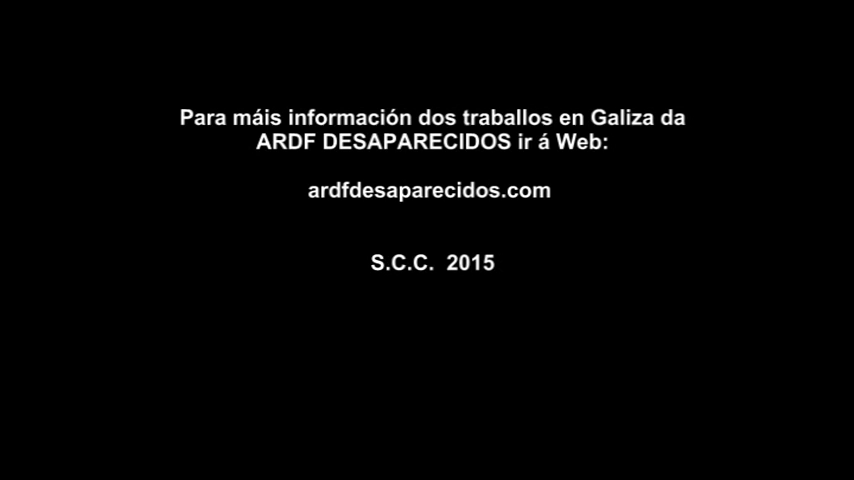 Para máis información dos traballos en Galiza da
ARDF DESAPARECIDOS ir á Web:
ardfdesaparecidos.com
S.C.C. 2015